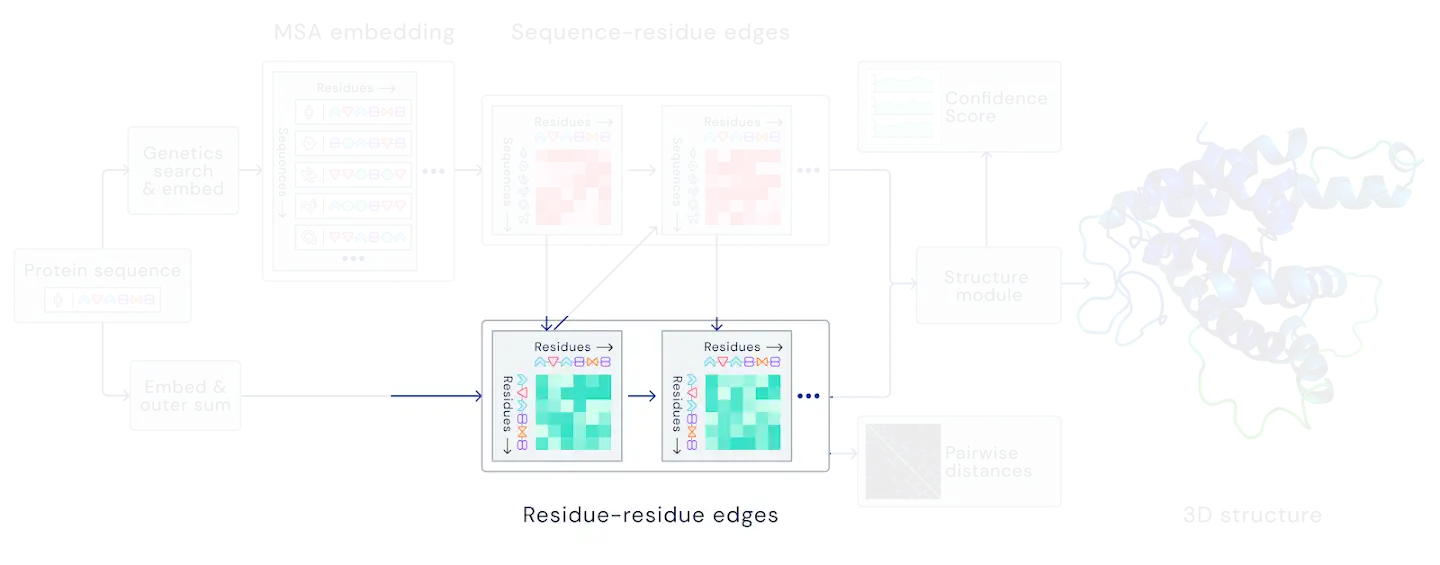 MSA embedding
Sequence-residue edges
Residues
Sequences
Genetics
search
& embed
Residues
Sequences
Residues
Sequences
Confidence
Score
Protein sequence
Structure
module
Embed &
outer sum
Residues
Residues
Residues
Residues
Pairwise
distances
Residue-residue edges
3D structure